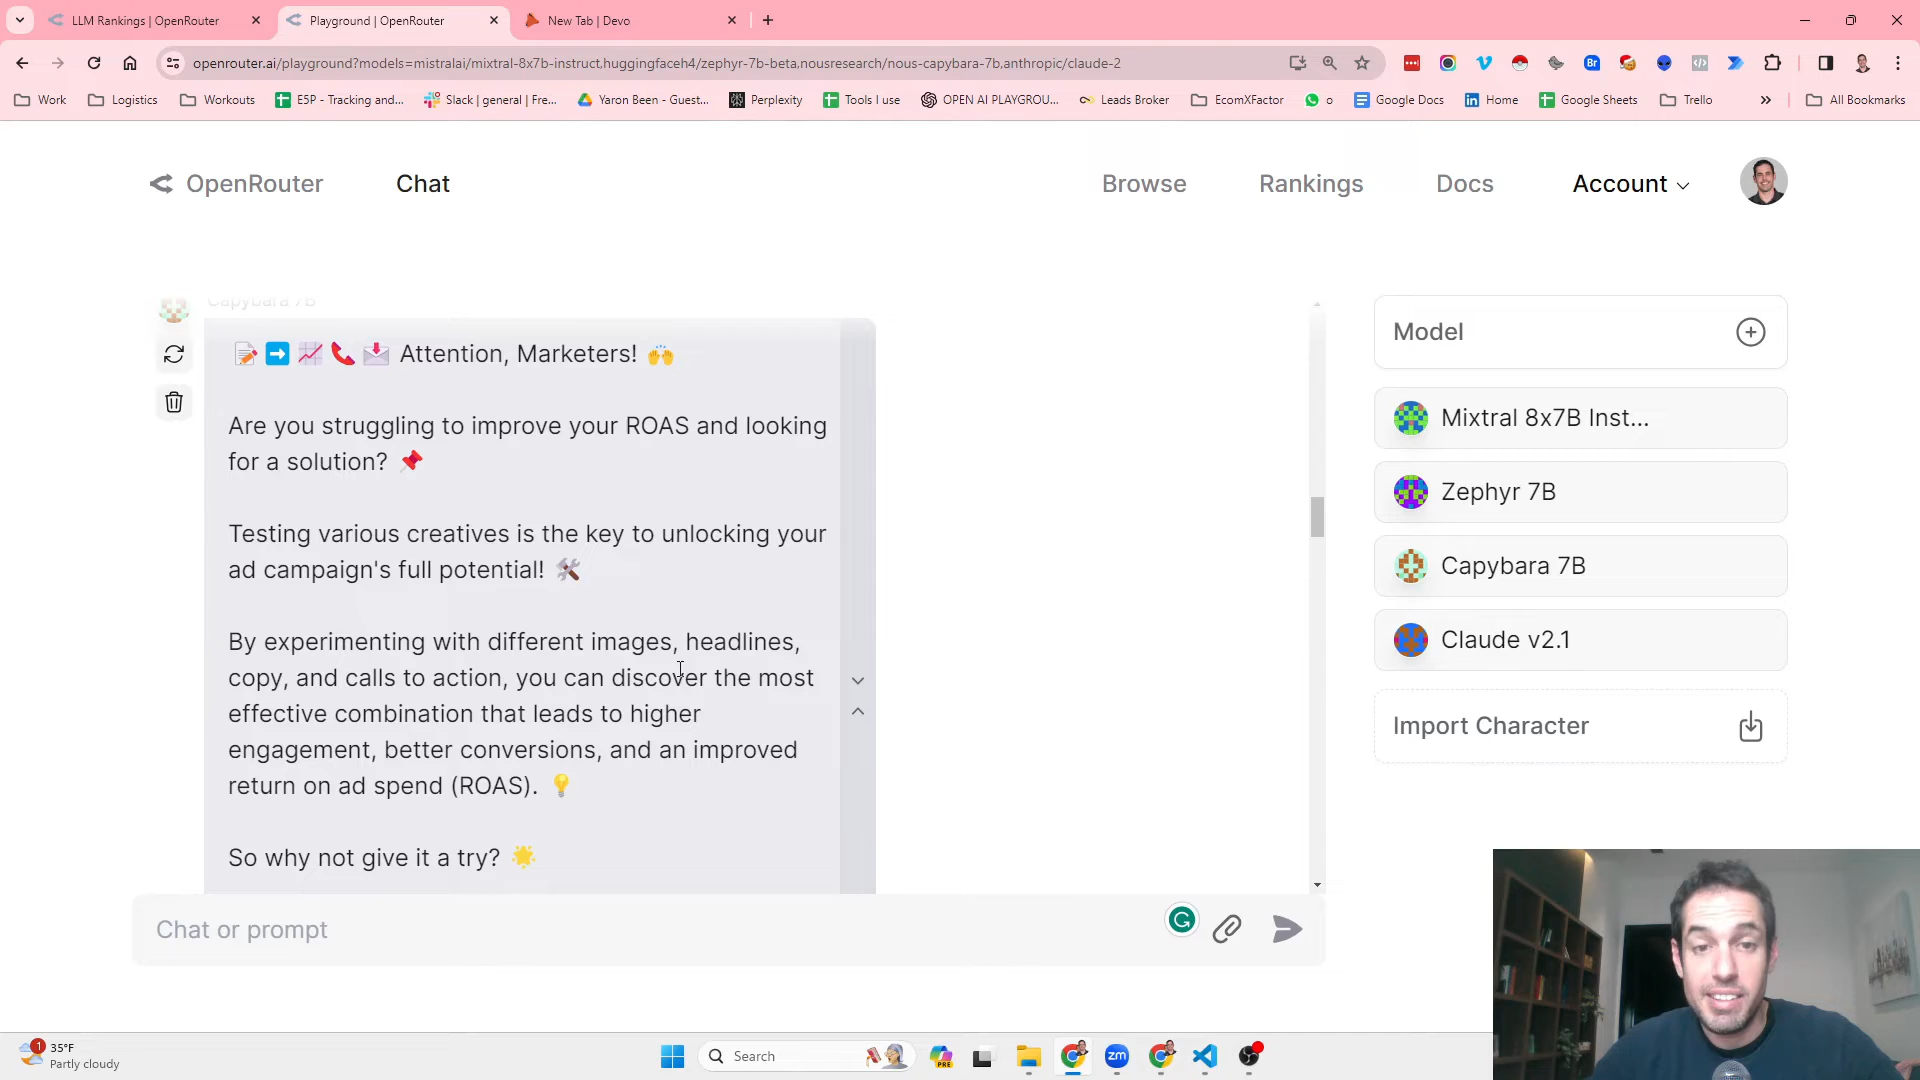 LLM Rankings | OpenRouter
Playground | OpenRouter
New Tab | Devo
openrouter.ai/playground?models=mistralai/mixtral-8x7b-instruct,huggingfaceh4/zephyr-7b-beta,nousresearch/nous-capybara-7b,anthropic/claude-2
Work
Logistics
Workouts
E5P - Tracking and...
Slack | general | Fre...
Yaron Been - Guest...
Perplexity
Tools I use
OPEN AI PLAYGROU...
Leads Broker
EcomXFactor
o
Google Docs
Home
Google Sheets
Trello
All Bookmarks
OpenRouter
Chat
Browse
Rankings
Docs
Account
Capybara 7B
Attention, Marketers!
Are you struggling to improve your ROAS and looking
for a solution?
Testing various creatives is the key to unlocking your
ad campaign's full potential!
By experimenting with different images, headlines,
copy, and calls to action, you can discover the most
effective combination that leads to higher
engagement, better conversions, and an improved
return on ad spend (ROAS).
So why not give it a try?
Chat or prompt
Model
Mixtral 8x7B Inst...
Zephyr 7B
Capybara 7B
Claude v2.1
Import Character
1
35°F
Partly cloudy
Search
PRE
zm